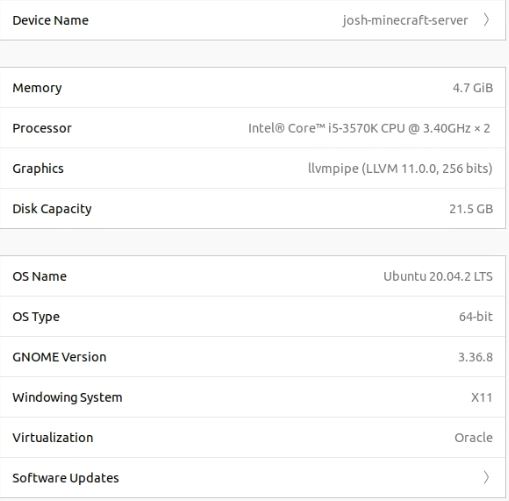 Device Name josh-minecraft-server
Memory 4.7 GiB
Processor Intel® Core™ i5-3570K CPU @ 3.40GHz × 2
Graphics llvmpipe (LLVM 11.0.0, 256 bits)
Disk Capacity 21.5 GB
OS Name Ubuntu 20.04.2 LTS
OS Type 64-bit
GNOME Version 3.36.8
Windowing System X11
Virtualization Oracle
Software Updates